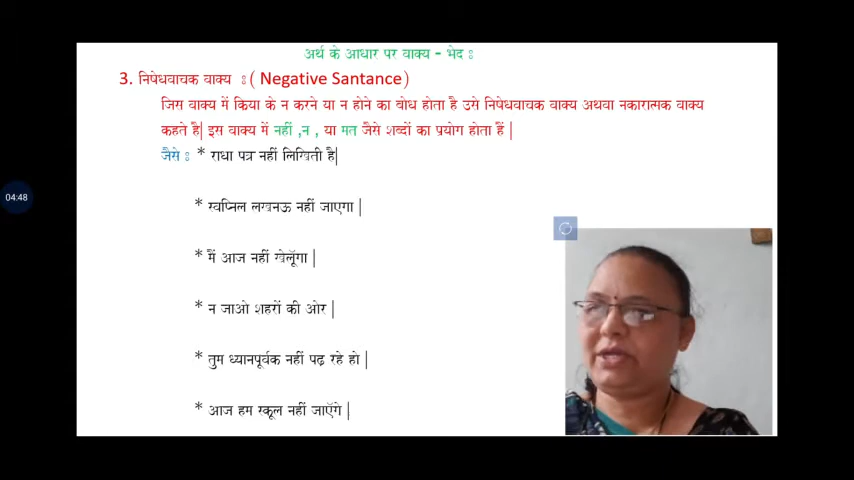 अर्थ के आधार पर वाक्य - भेद :
3. निषेधवाचक वाक्य : ( Negative Santance )
जिस वाक्य में किया के न करने या न होने का बोध होता है उसे निषेधवाचक वाक्य अथवा नकारात्मक वाक्य
कहते है| इस वाक्य में नहीं ,न , या मत जैसे शब्दों का प्रयोग होता हैं |
जैसे : * राधा पत्र नहीं लिखिती है|
04:48
* स्वप्निल लखनऊ नहीं जाएगा |
* मैं आज नहीं खेलूँगा |
* न जाओ शहरों की ओर |
* तुम ध्यानपूर्वक नहीं पढ़ रहे हो |
* आज हम स्कूल नहीं जाएँगे |